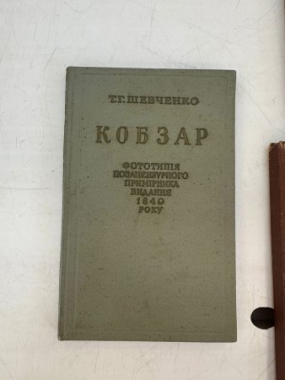 Т.Г. ШЕВЧЕНКО
КОБЗАР
ФОТОТИПІЯ
ПОЗАЦЕНЗУРНОГО
ПРИМІРНИКА
ВИДАННЯ
1840
РОКУ